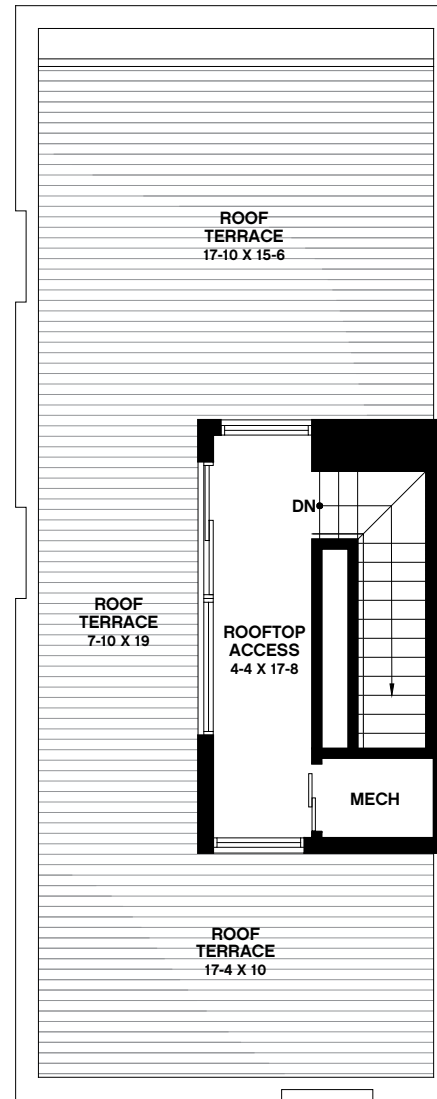 ROOF
TERRACE
17-10 X 15-6
DN
ROOF
TERRACE
7-10 X 19
ROOFTOP
ACCESS
4-4 X 17-8
MECH
ROOF
TERRACE
17-4 X 10